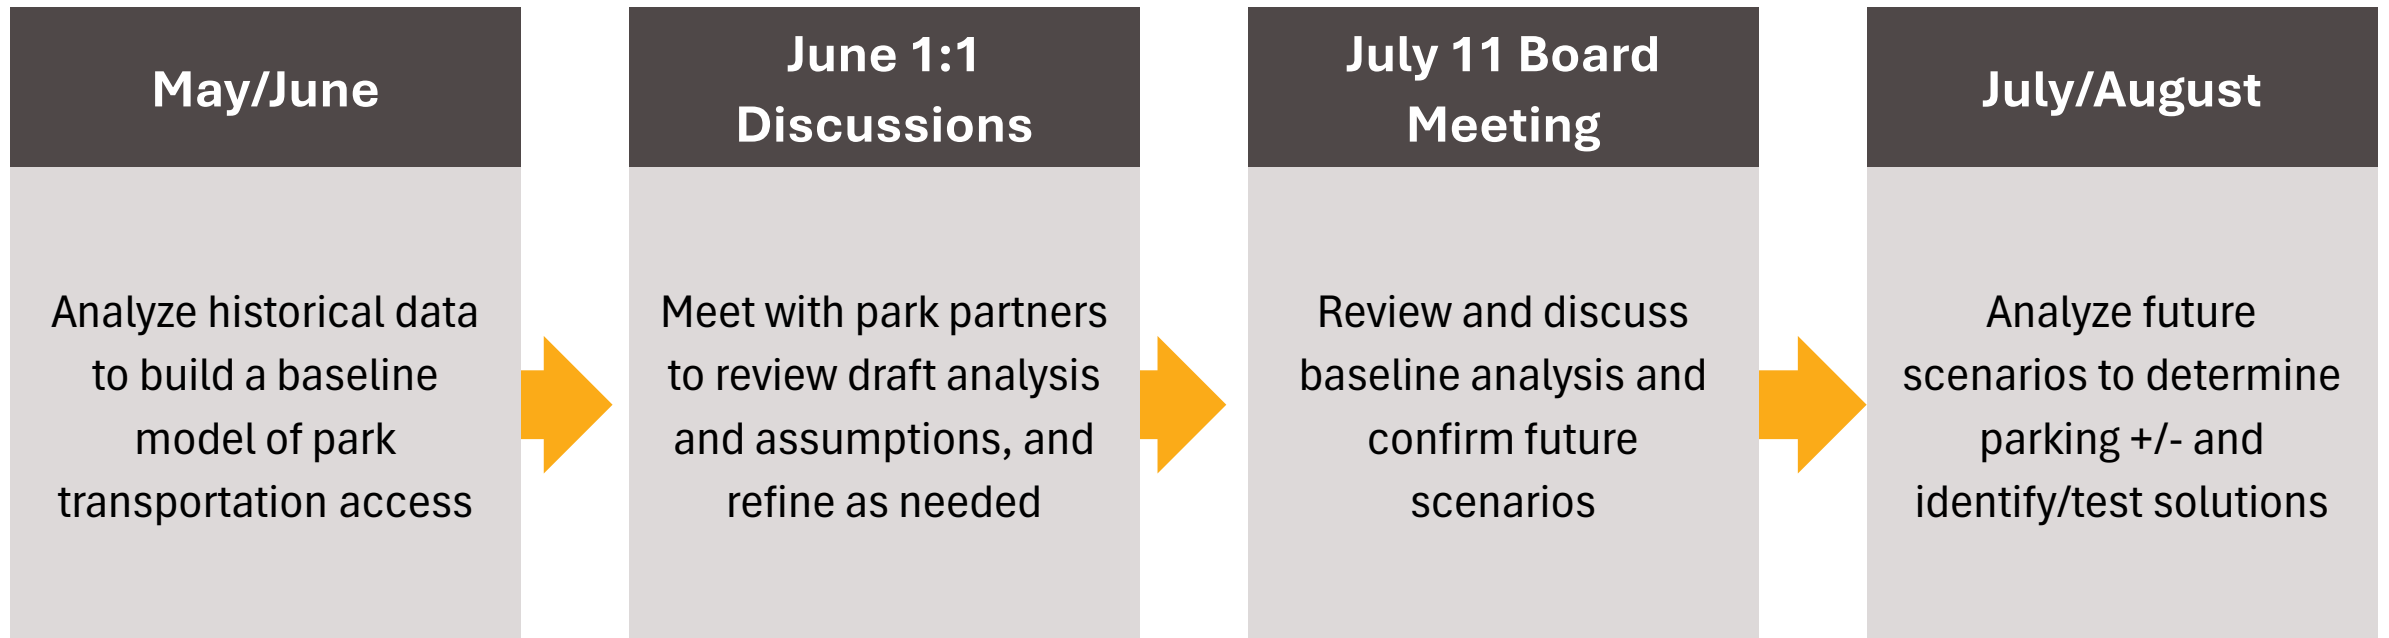 May/June
Analyze historical data
to build a baseline
model of park
transportation access
June 1:1
Discussions
Meet with park partners
to review draft analysis
and assumptions, and
refine as needed
July 11 Board
Meeting
Review and discuss
baseline analysis and
confirm future
scenarios
July/August
Analyze future
scenarios to determine
parking +/- and
identify/test solutions